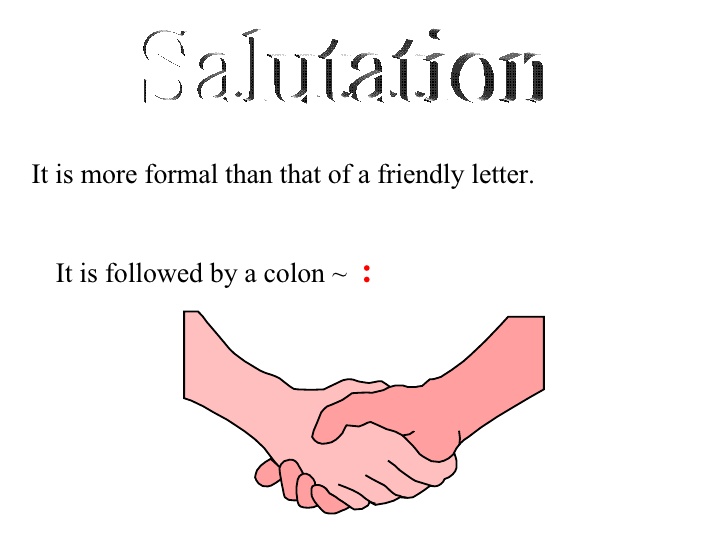 Salutation
It is more formal than that of a friendly letter.
It is followed by a colon ~ :